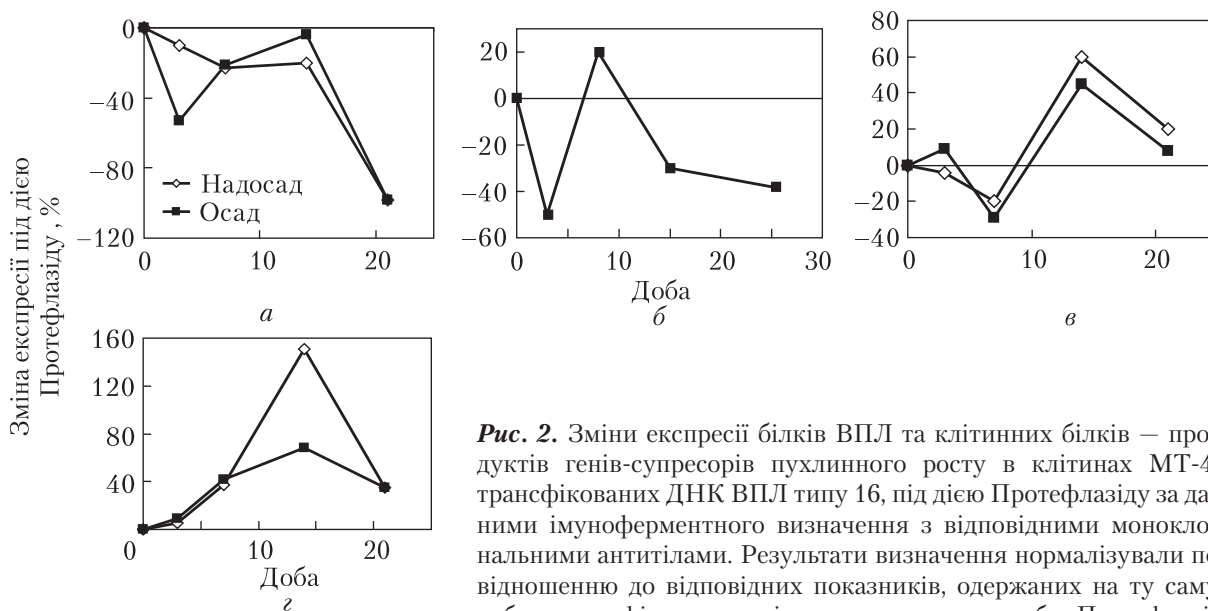 0
−40
−80
−120
0
10
20
Надосад
Осад
а
20
0
−20
−40
−60
0
10
20
30
Доба
б
80
60
40
20
0
−20
−40
0
10
20
в
Зміна експресії під дією
Протефлазіду, %
160
120
80
40
0
0
10
20
Доба
г
Рис. 2. Зміни експресії білків ВПЛ та клітинних білків — про-
дуктів генів-супресорів пухлинного росту в клітинах МТ-4
трансфікованих ДНК ВПЛ типу 16, під дією Протефлазіду за да-
ними імуноферментного визначення з відповідними монокло-
нальними антитілами. Результати визначення нормалізували по
відношенню до відповідних показників, одержаних на ту саму